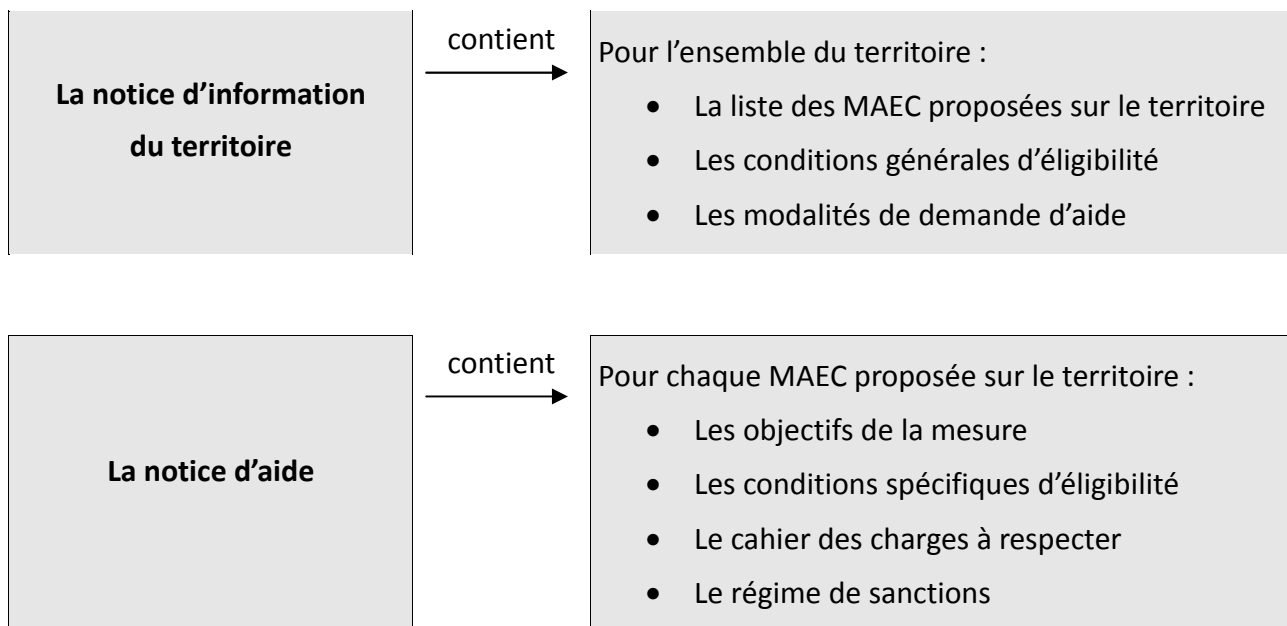 La notice d’information
du territoire
contient
Pour l’ensemble du territoire :
• La liste des MAEC proposées sur le territoire
• Les conditions générales d’éligibilité
• Les modalités de demande d’aide
La notice d’aide
contient
Pour chaque MAEC proposée sur le territoire :
• Les objectifs de la mesure
• Les conditions spécifiques d’éligibilité
• Le cahier des charges à respecter
• Le régime de sanctions